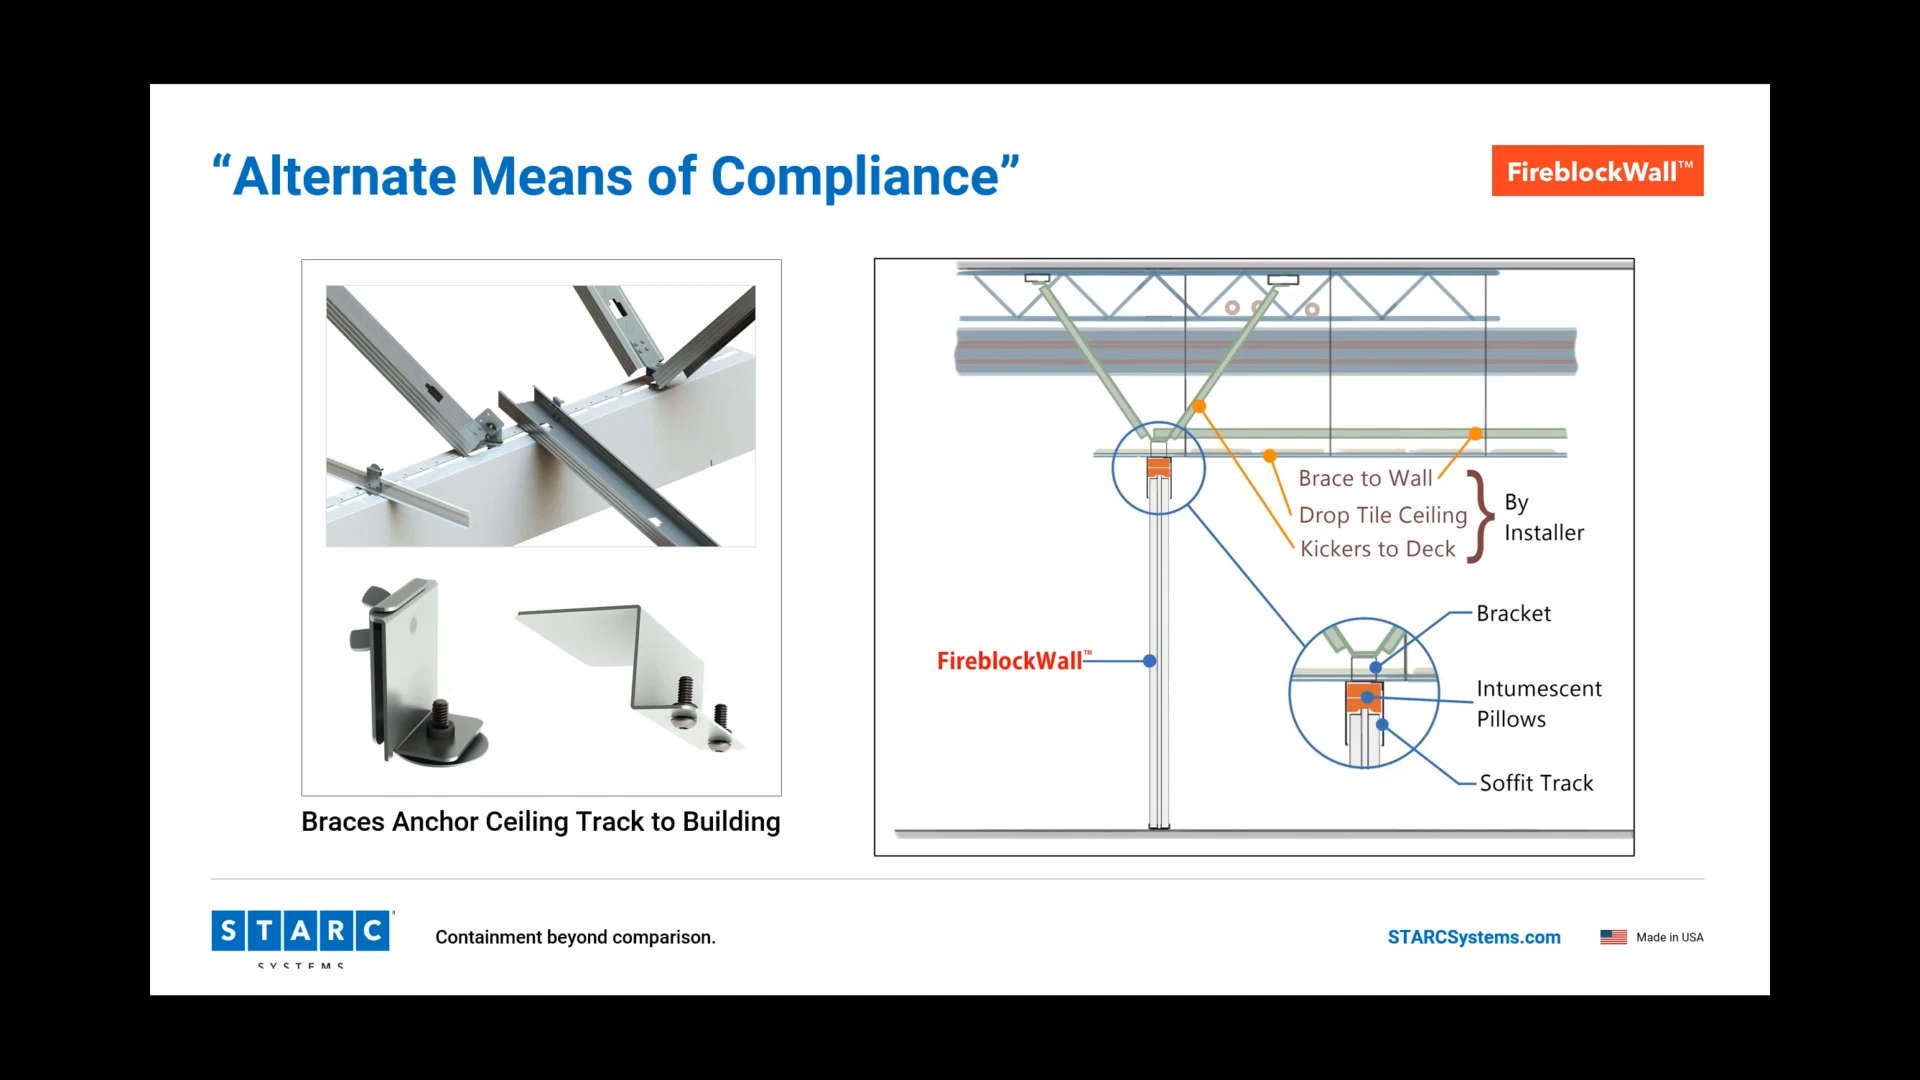 “Alternate Means of Compliance”
FireblockWall™
Brace to Wall
Drop Tile Ceiling
Kickers to Deck
By
Installer
Bracket
FireblockWall™
Intumescent
Pillows
Soffit Track
Braces Anchor Ceiling Track to Building
STARC
SYSTEMS
Containment beyond comparison.
STARCSystems.com
Made in USA